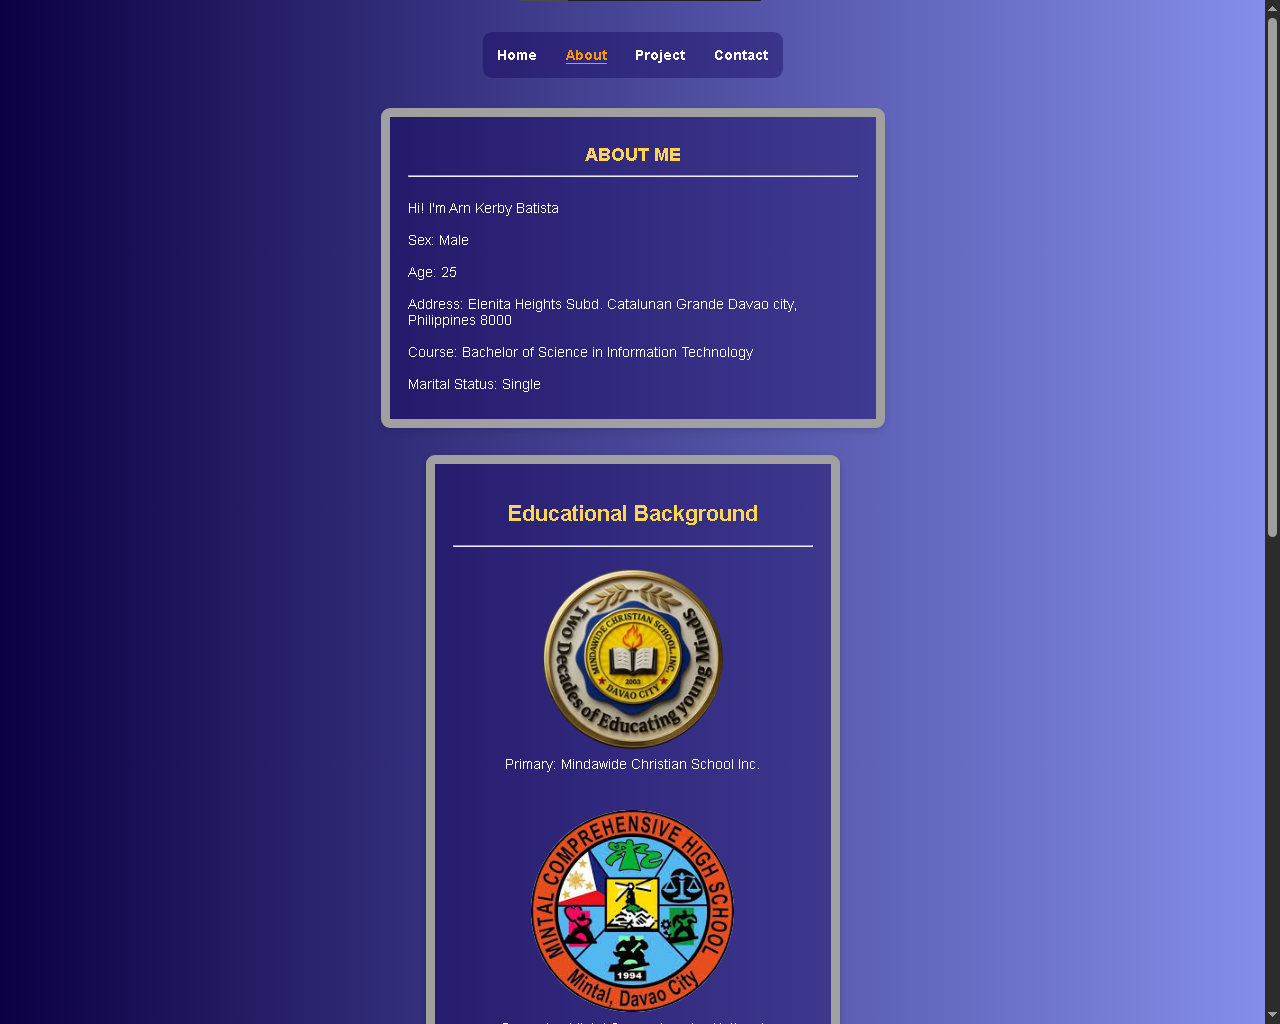 Home About Project Contact
ABOUT ME
Hi! I'm Arn Kerby Batista
Sex: Male
Age: 25
Address: Elenita Heights Subd. Catalunan Grande Davao city,
Philippines 8000
Course: Bachelor of Science in Information Technology
Marital Status: Single
Educational Background
MINDAWIDE CHRISTIAN SCHOOL, INC.
2003
DAVAO CITY
Two Decades of Educating young Minds
Primary: Mindawide Christian School Inc.
MINTAL COMPREHENSIVE HIGH SCHOOL
1994
Mintal, Davao City